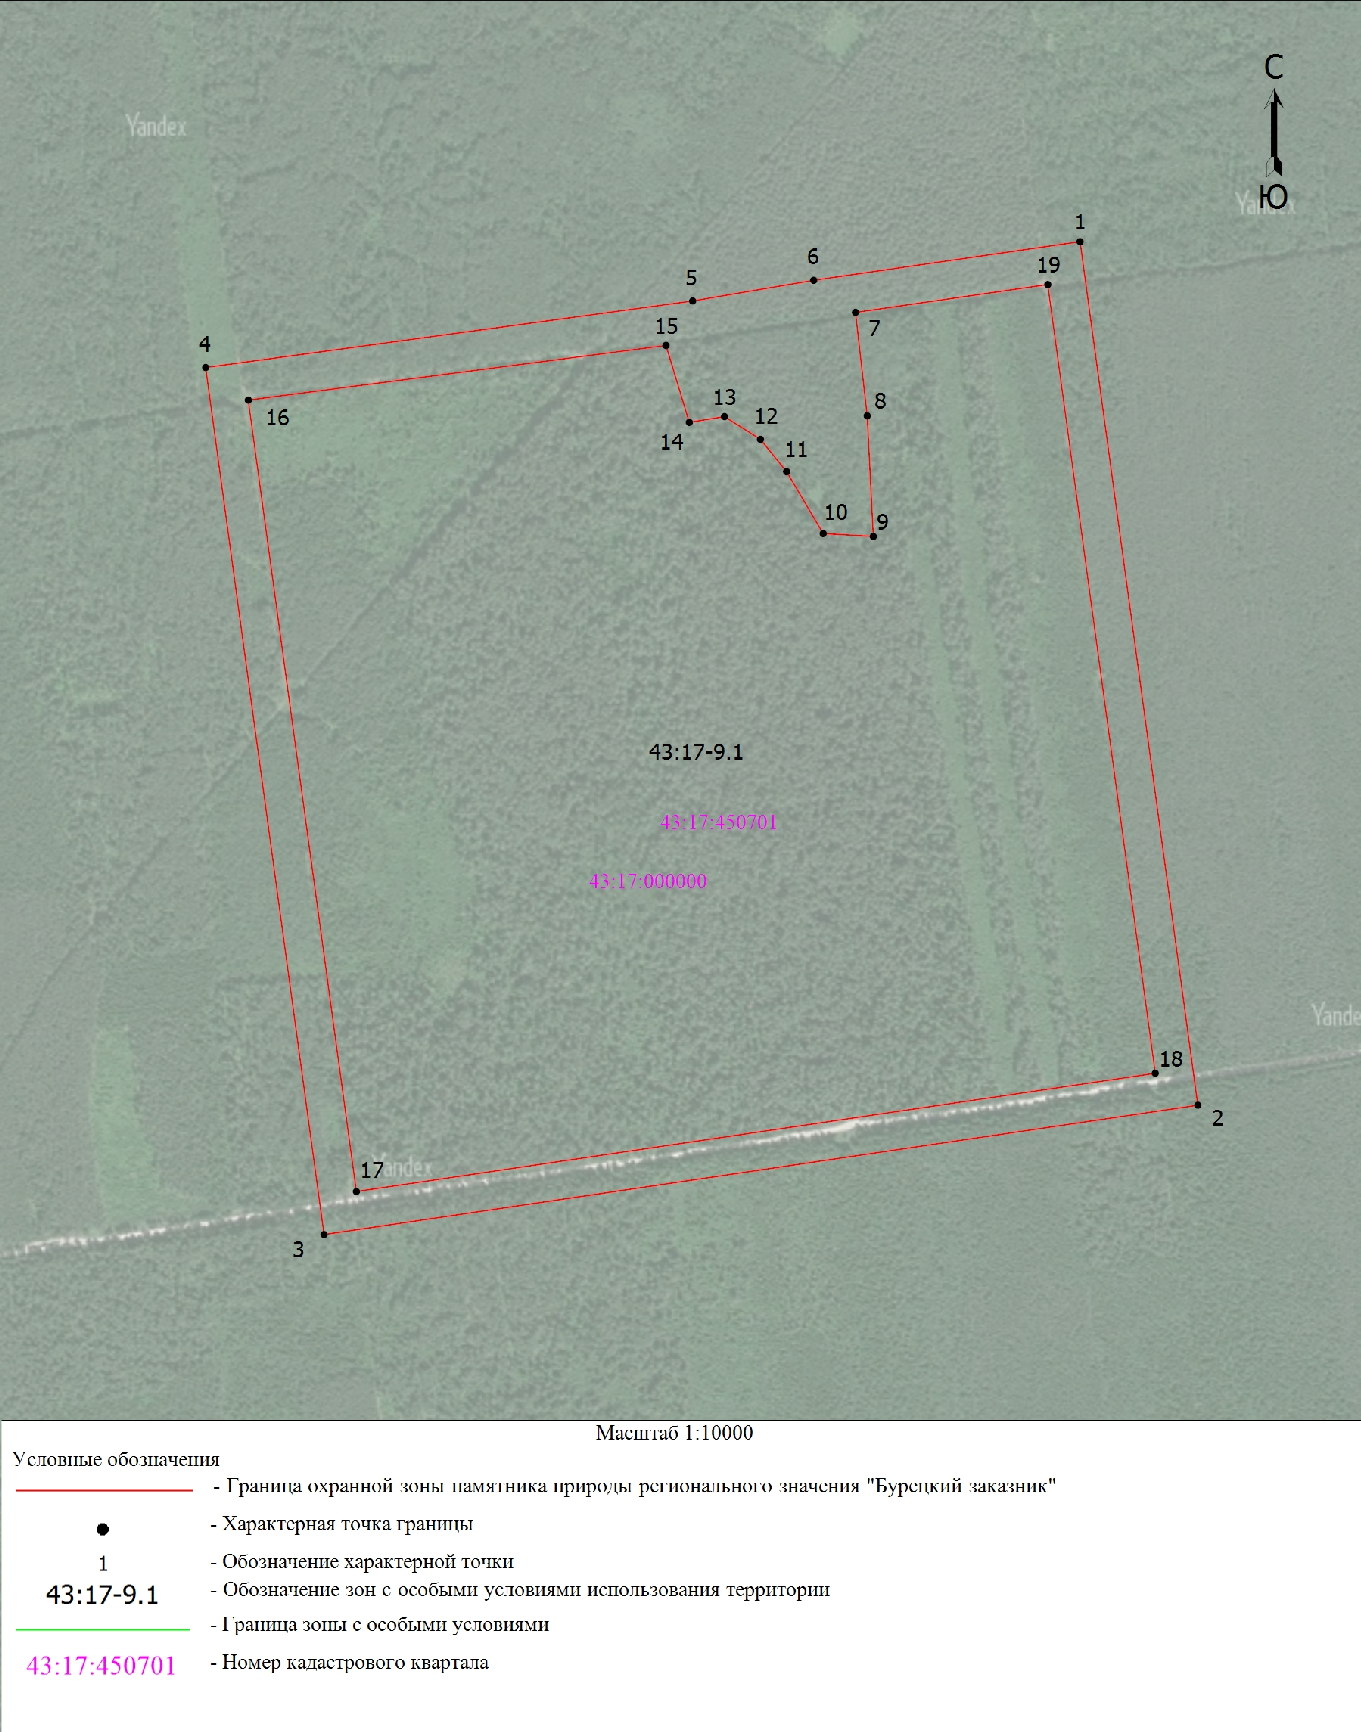 С
Yandex
Ю
Yandex
1
6
19
5
7
15
4
13
8
12
16
14
11
10
9
43:17-9.1
43:17:450701
43:17:000000
Yande
18
2
17
Yandex
3
Масштаб 1:10000
Условные обозначения
- Граница охранной зоны памятника природы регионального значения "Бурецкий заказник"
- Характерная точка границы
1 - Обозначение характерной точки
43:17-9.1 - Обозначение зон с особыми условиями использования территории
- Граница зоны с особыми условиями
43:17:450701 - Номер кадастрового квартала